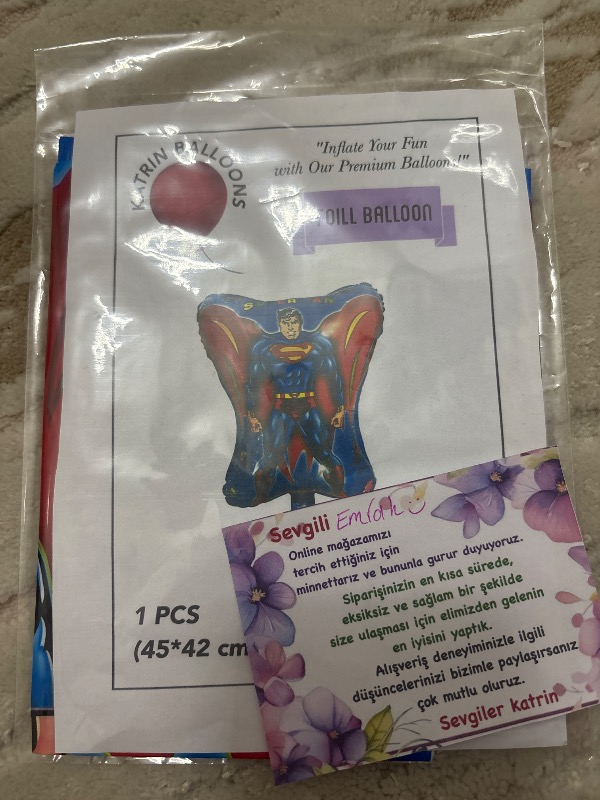 KATRIN BALLOONS
"Inflate Your Fun
with Our Premium Balloons!"
FOILL BALLOON
1 PCS
(45*42 cm
Sevgili Emrah
Online mağazamızı
tercih ettiğiniz için
minnettarız ve bununla gurur duyuyoruz.
Siparişinizin en kısa sürede,
eksiksiz ve sağlam bir şekilde
size ulaşması için elimizden gelenin
en iyisini yaptık.
Alışveriş deneyiminizle ilgili
düşüncelerinizi bizimle paylaşırsanız
çok mutlu oluruz.
Sevgiler katrin